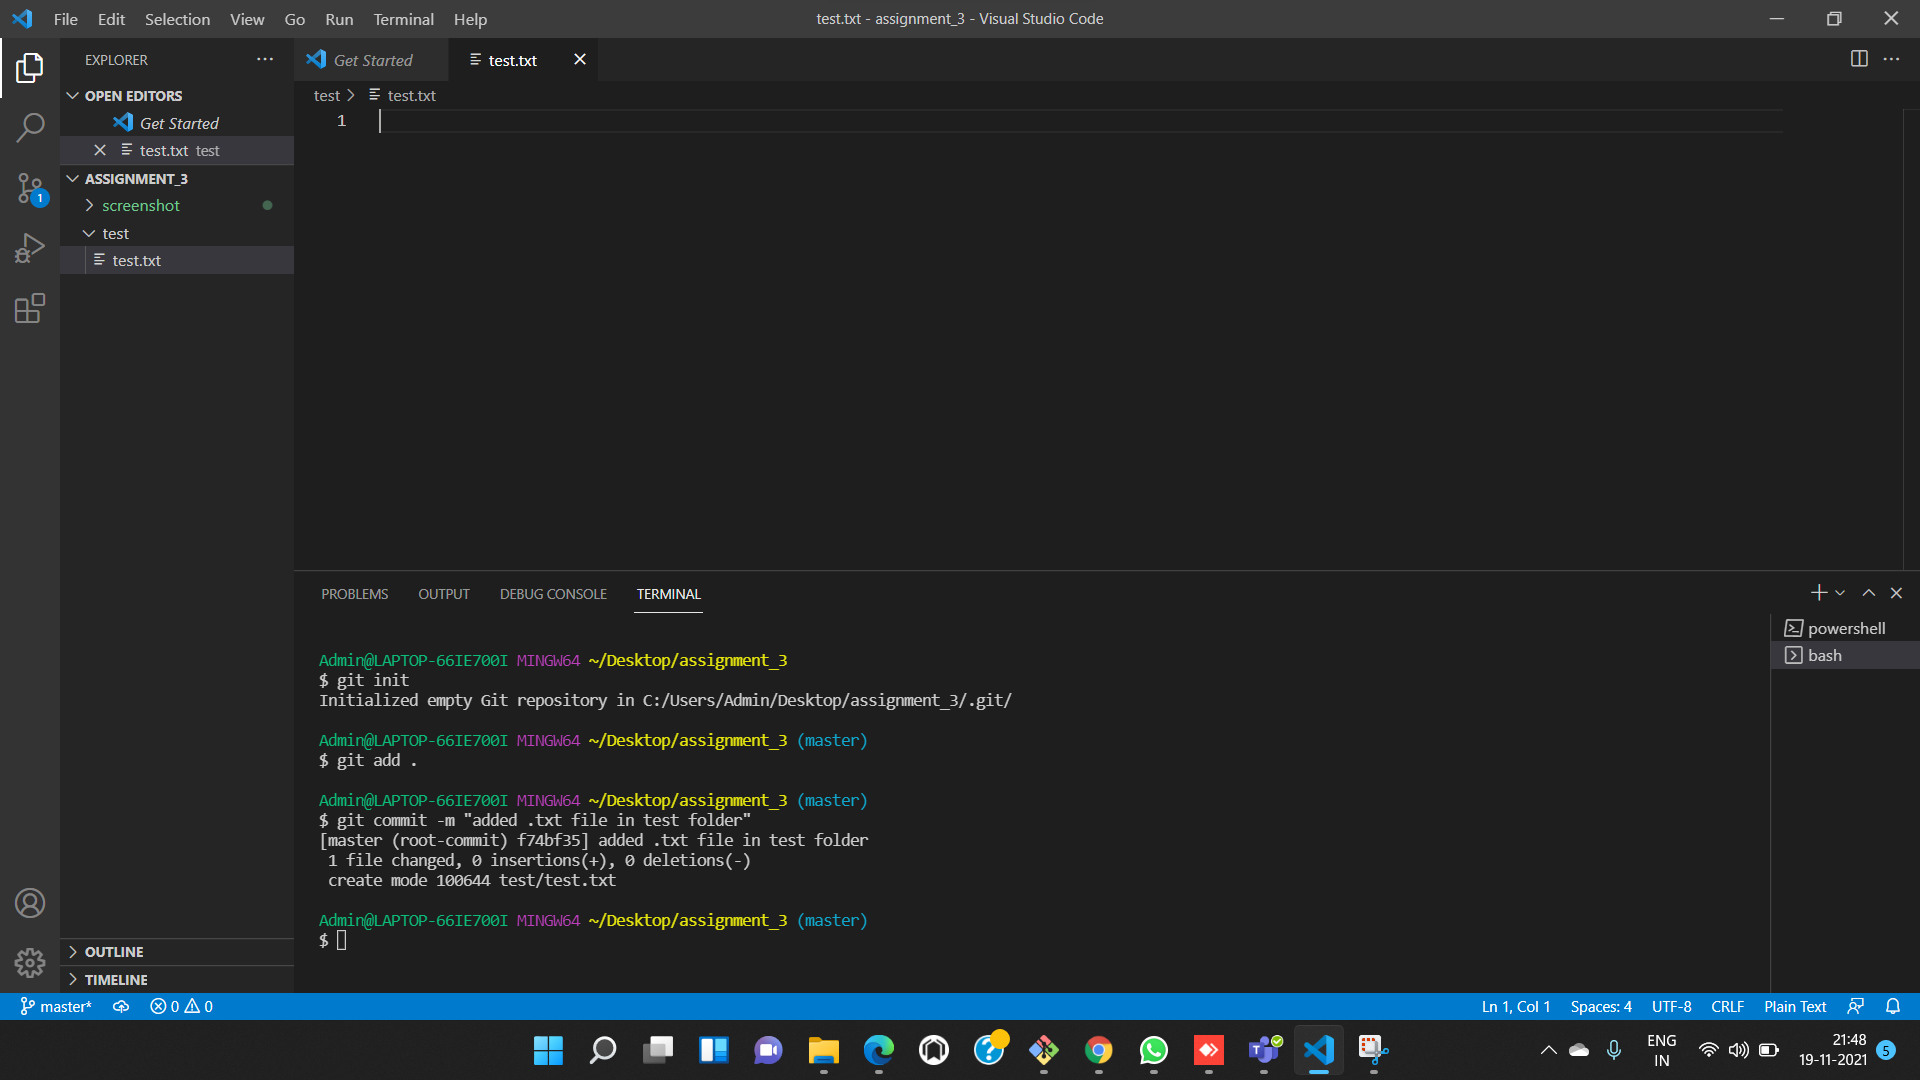 File Edit Selection View Go Run Terminal Help
test.txt - assignment_3 - Visual Studio Code
EXPLORER
OPEN EDITORS
Get Started
test.txt test
ASSIGNMENT_3
screenshot
test
test.txt
1
OUTLINE
TIMELINE
Get Started
test.txt
test > test.txt
1
PROBLEMS OUTPUT DEBUG CONSOLE TERMINAL
powershell
bash
Admin@LAPTOP-66IE700I MINGW64 ~/Desktop/assignment_3
$ git init
Initialized empty Git repository in C:/Users/Admin/Desktop/assignment_3/.git/
Admin@LAPTOP-66IE700I MINGW64 ~/Desktop/assignment_3 (master)
$ git add .
Admin@LAPTOP-66IE700I MINGW64 ~/Desktop/assignment_3 (master)
$ git commit -m "added .txt file in test folder"
[master (root-commit) f74bf35] added .txt file in test folder
1 file changed, 0 insertions(+), 0 deletions(-)
create mode 100644 test/test.txt
Admin@LAPTOP-66IE700I MINGW64 ~/Desktop/assignment_3 (master)
$
master* 0 0
Ln 1, Col 1 Spaces: 4 UTF-8 CRLF Plain Text
ENG
IN
21:48
19-11-2021
5